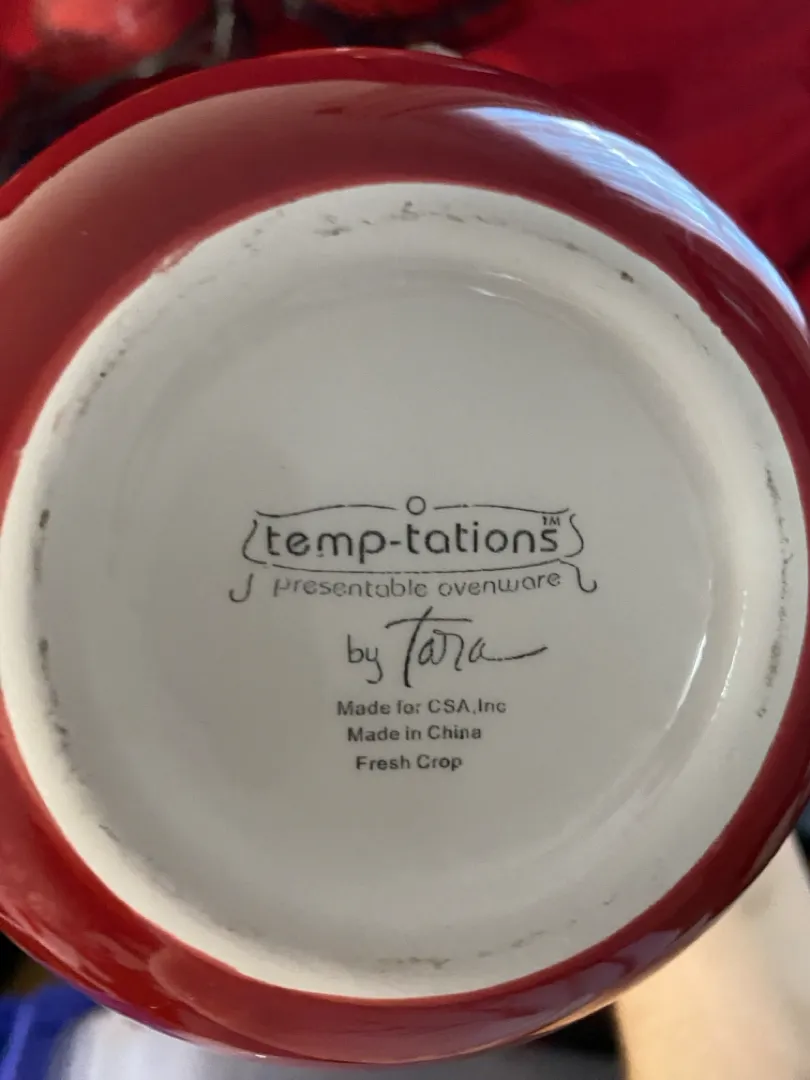 temp-tations™
presentable ovenware
by Tara
Made for CSA,Inc
Made in China
Fresh Crop